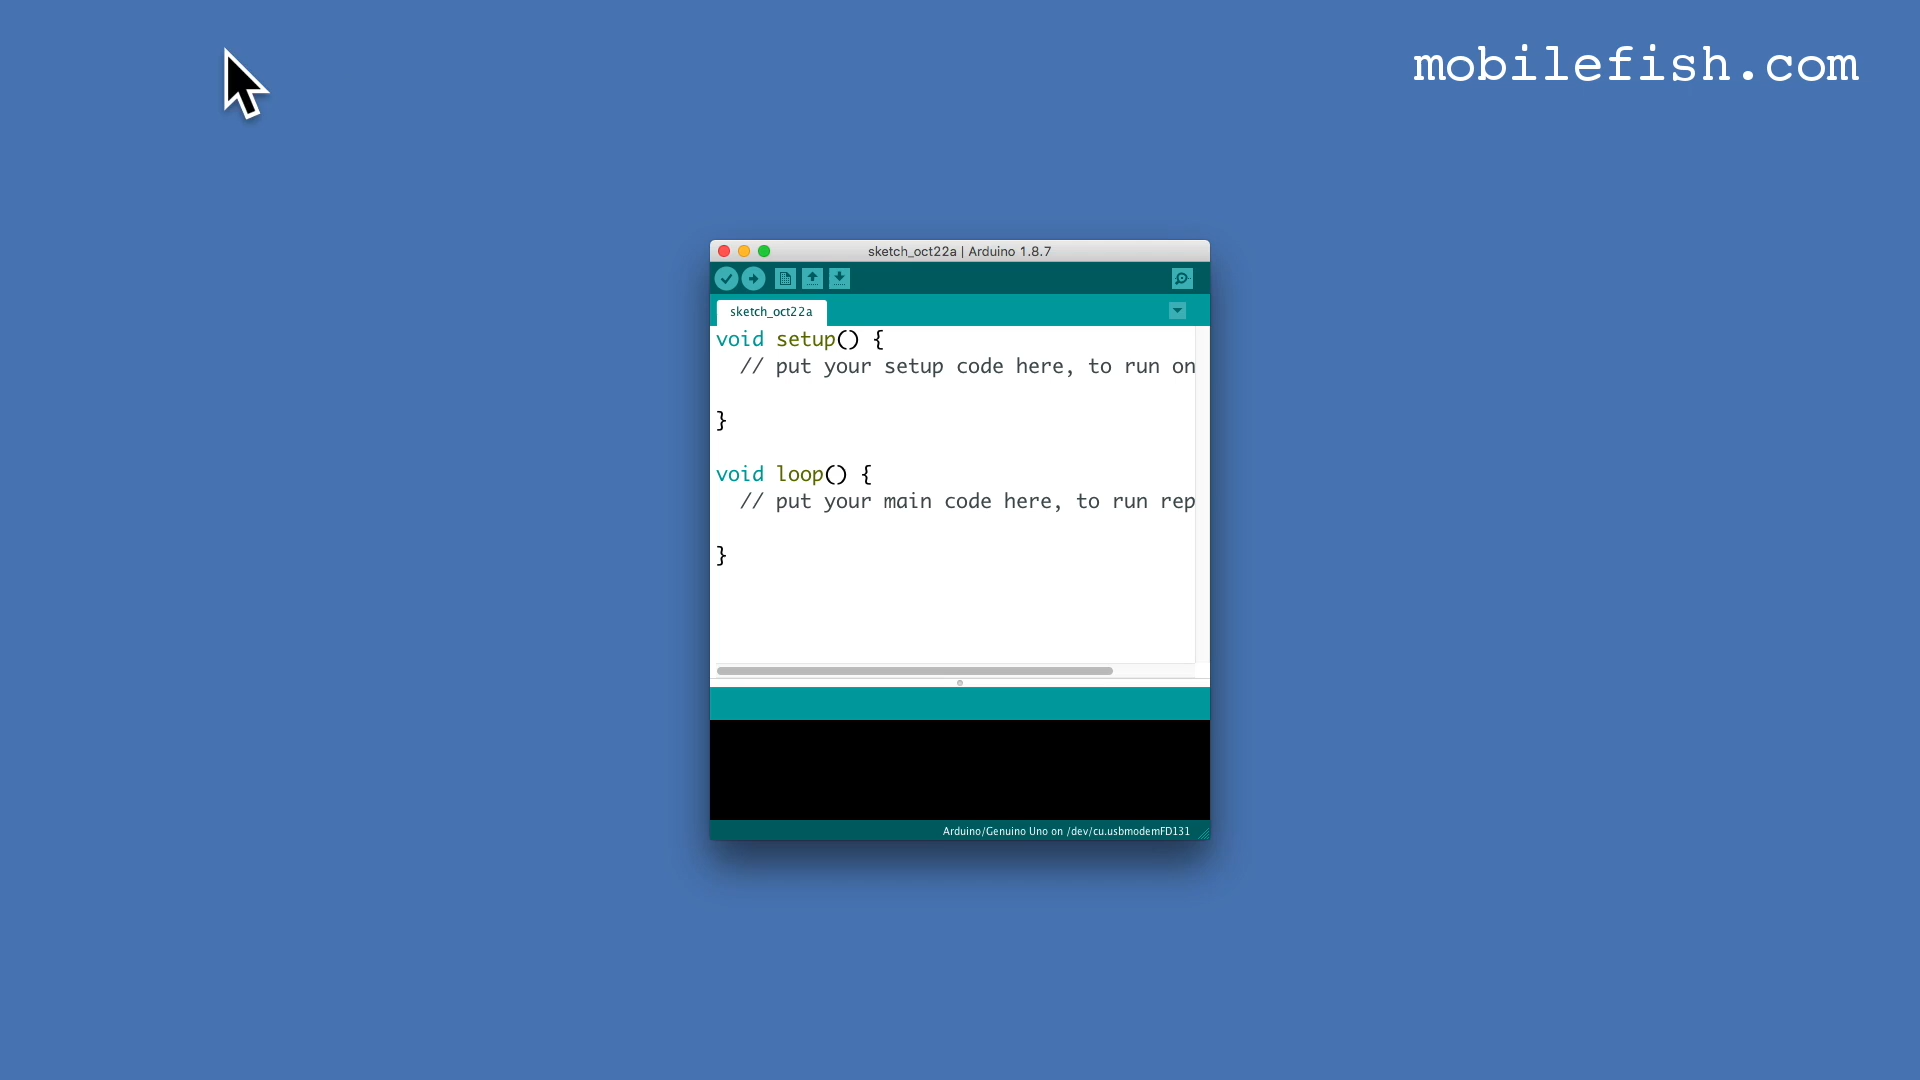 mobilefish.com
sketch_oct22a | Arduino 1.8.7
sketch_oct22a
void setup() {
  // put your setup code here, to run on
}
void loop() {
  // put your main code here, to run rep
}
Arduino/Genuino Uno on /dev/cu.usbmodemFD131